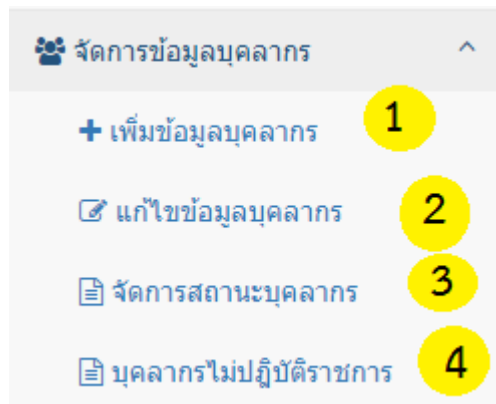 จัดการข้อมูลบุคลากร
เพิ่มข้อมูลบุคลากร 1
แก้ไขข้อมูลบุคลากร 2
จัดการสถานะบุคลากร 3
บุคลากรไม่ปฎิบัติราชการ 4